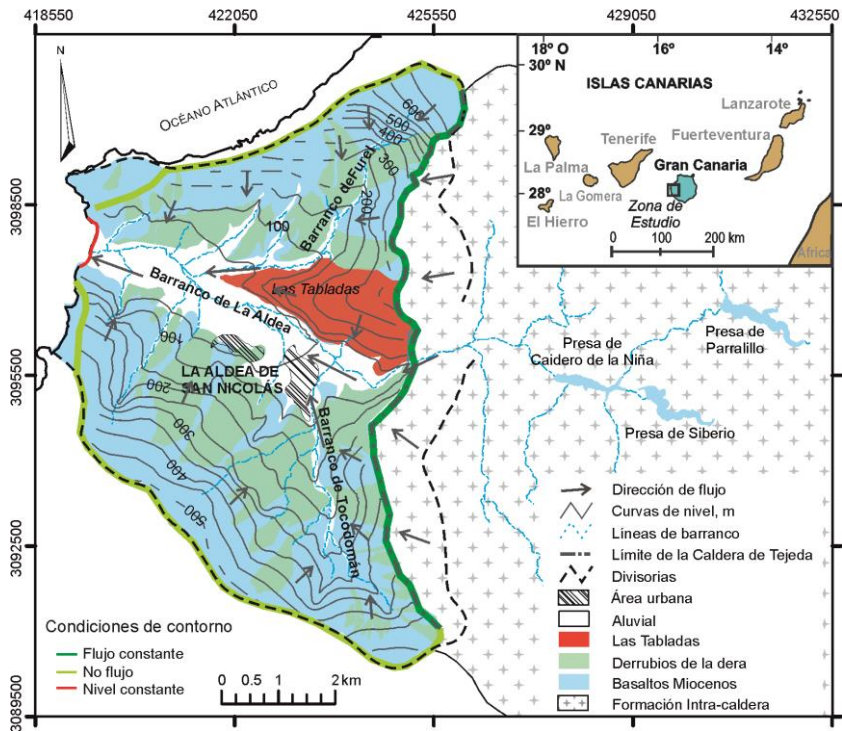 418550
422050
425550
429050
432550
3098500
3095500
3092500
3089500
N
OCÉANO ATLÁNTICO
600
500
400
300
200
100
Barranco deFurel
Las Tabladas
Barranco de La Aldea
100
LA ALDEA DE
SAN NICOLÁS
200
300
400
500
Barranco de Tocodomán
Presa de
Parralillo
Presa de
Caidero de la Niña
Presa de Siberio
18º O
16º
14º
30º N
29º
28º
ISLAS CANARIAS
Lanzarote
Fuerteventura
Tenerife
La Palma
Gran Canaria
La Gomera
El Hierro
Zona de
Estudio
África
0 100 200 km
Dirección de flujo
Curvas de nivel, m
Líneas de barranco
Límite de la Caldera de Tejeda
Divisorias
Área urbana
Aluvial
Las Tabladas
Derrubios de la dera
Basaltos Miocenos
Formación Intra-caldera
Condiciones de contorno
Flujo constante
No flujo
Nivel constante
0 0.5 1 2 km